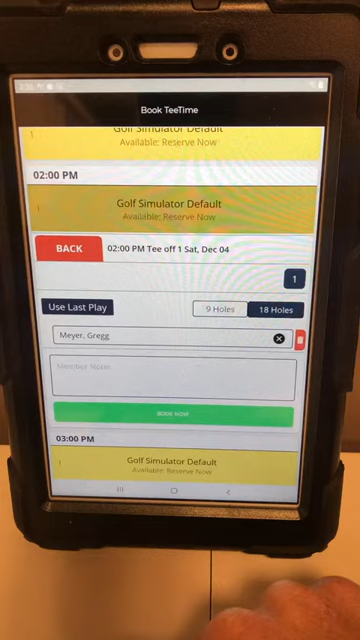 Book TeeTime
Golf Simulator Default
Available: Reserve Now
02:00 PM
Golf Simulator Default
Available: Reserve Now
BACK
02:00 PM Tee off 1 Sat, Dec 04
1
Use Last Play
9 Holes
18 Holes
Meyer, Gregg
Member Note
BOOK NOW
03:00 PM
Golf Simulator Default
Available: Reserve Now